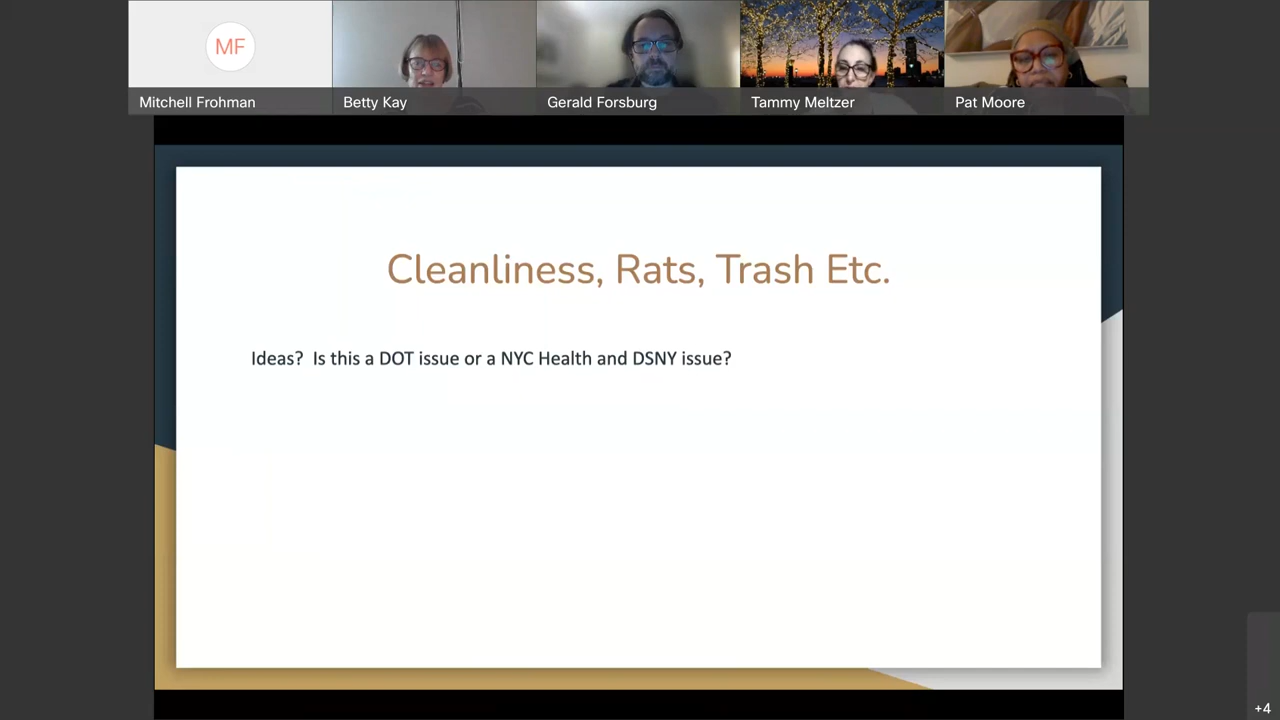 MF
Mitchell Frohman
Betty Kay
Gerald Forsburg
Tammy Meltzer
Pat Moore
Cleanliness, Rats, Trash Etc.
Ideas?  Is this a DOT issue or a NYC Health and DSNY issue?
+4